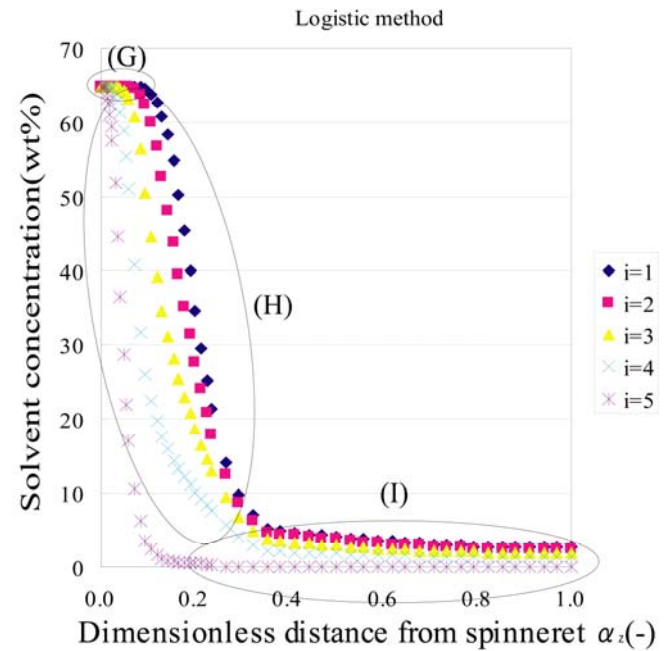 Logistic method
Solvent concentration(wt%)
70
60
50
40
30
20
10
0
0.0 0.2 0.4 0.6 0.8 1.0
Dimensionless distance from spinneret αz(-)
(G)
(H)
(I)
i=1
i=2
i=3
i=4
i=5